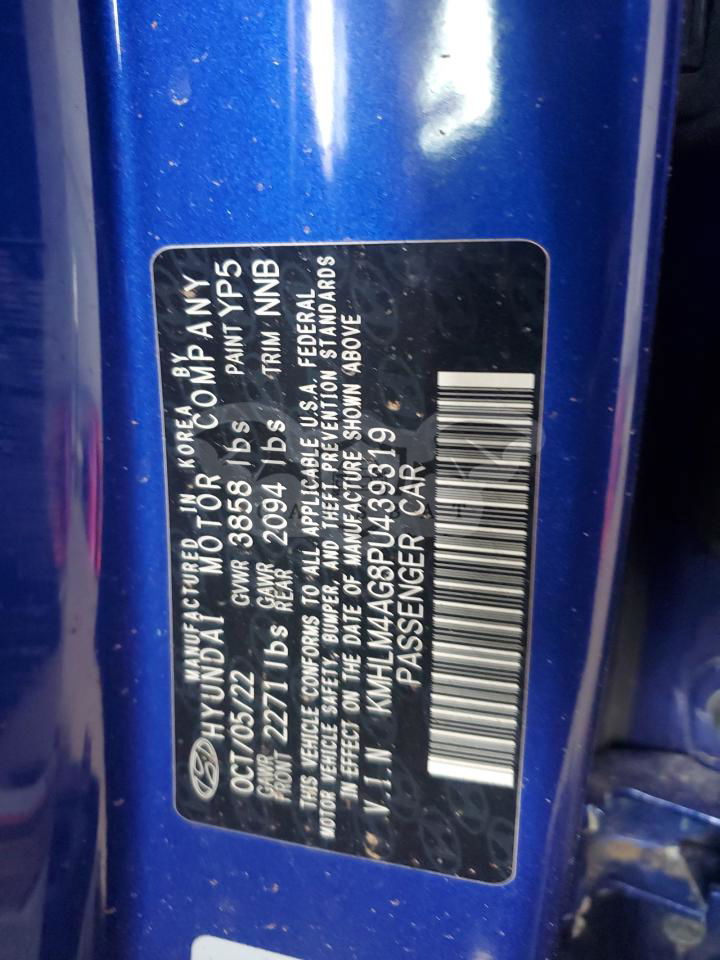 MANUFACTURED IN KOREA BY
HYUNDAI MOTOR COMPANY
OCT/05/22 GVWR 3858 lbs PAINT YP5
GAWR FRONT 2271lbs GAWR REAR 2094 lbs TRIM NNB
THIS VEHICLE CONFORMS TO ALL APPLICABLE U.S.A. FEDERAL
MOTOR VEHICLE SAFETY, BUMPER, AND THEFT PREVENTION STANDARDS
IN EFFECT ON THE DATE OF MANUFACTURE SHOWN ABOVE
V.I.N KMHLM4AG8PU439319
PASSENGER CAR